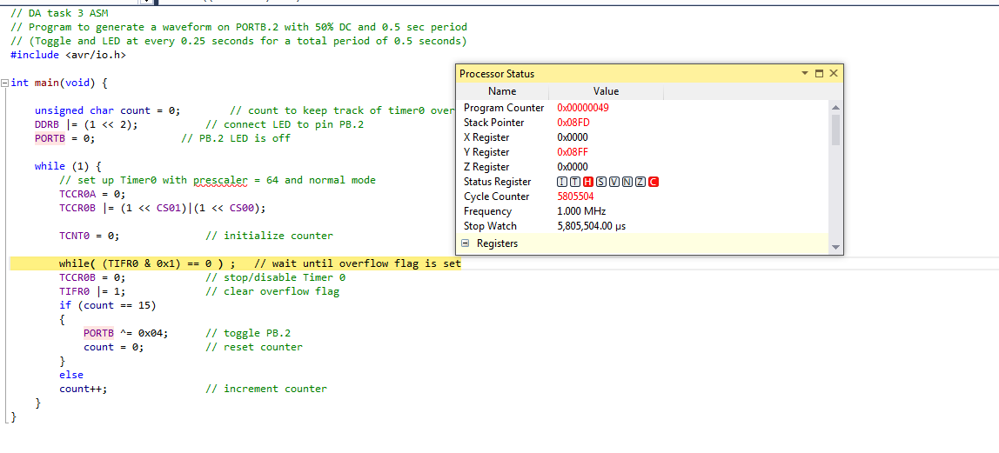 // DA task 3 ASM
// Program to generate a waveform on PORTB.2 with 50% DC and 0.5 sec period
// (Toggle and LED at every 0.25 seconds for a total period of 0.5 seconds)
#include <avr/io.h>
int main(void) {
unsigned char count = 0; // count to keep track of timer0 over
DDRB |= (1 << 2); // connect LED to pin PB.2
PORTB = 0; // PB.2 LED is off
while (1) {
// set up Timer0 with prescaler = 64 and normal mode
TCCR0A = 0;
TCCR0B |= (1 << CS01)|(1 << CS00);
TCNT0 = 0; // initialize counter
while( (TIFR0 & 0x1) == 0 ) ; // wait until overflow flag is set
TCCR0B = 0; // stop/disable Timer 0
TIFR0 |= 1; // clear overflow flag
if (count == 15)
{
PORTB ^= 0x04; // toggle PB.2
count = 0; // reset counter
}
else
count++; // increment counter
}
}
Processor Status
Name Value
Program Counter 0x00000049
Stack Pointer 0x08FD
X Register 0x0000
Y Register 0x08FF
Z Register 0x0000
Status Register I T H S V N Z C
Cycle Counter 5805504
Frequency 1.000 MHz
Stop Watch 5,805,504.00 µs
Registers